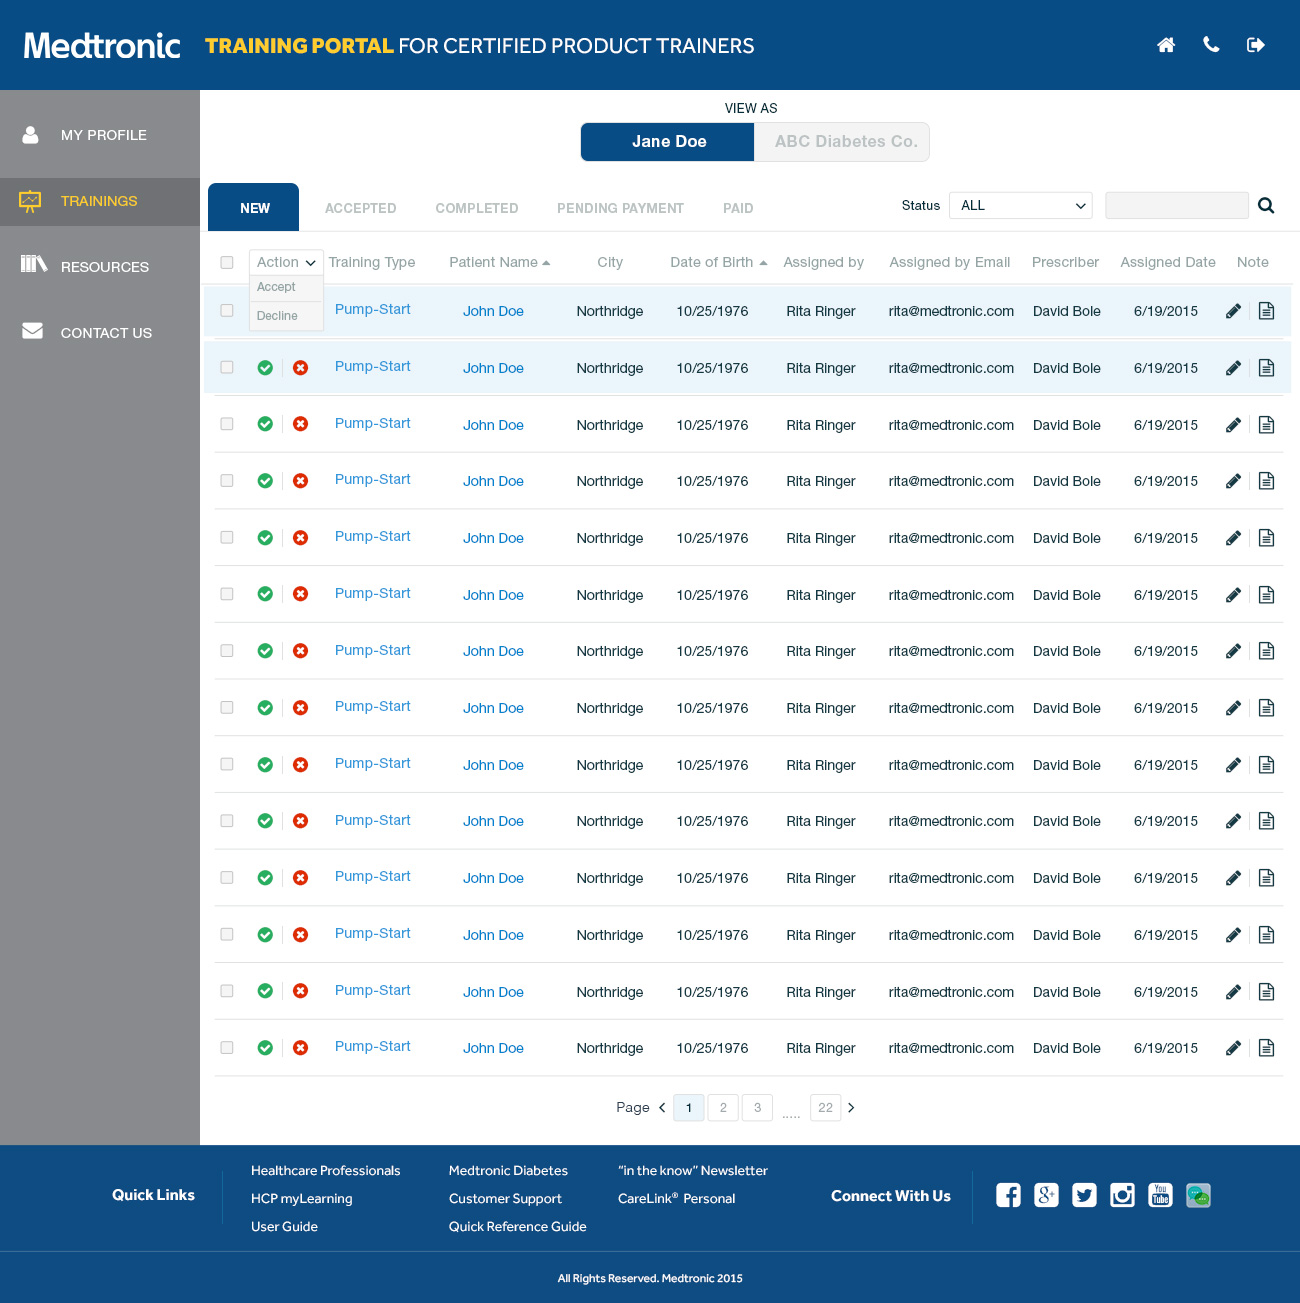 Medtronic TRAINING PORTAL FOR CERTIFIED PRODUCT TRAINERS
VIEW AS
MY PROFILE
Jane Doe ABC Diabetes Co.
TRAININGS
NEW ACCEPTED COMPLETED PENDING PAYMENT PAID Status ALL
RESOURCES
Action Training Type Patient Name City Date of Birth Assigned by Assigned by Email Prescriber Assigned Date Note
Accept
Decline
Pump-Start John Doe Northridge 10/25/1976 Rita Ringer rita@medtronic.com David Bole 6/19/2015
CONTACT US
Pump-Start John Doe Northridge 10/25/1976 Rita Ringer rita@medtronic.com David Bole 6/19/2015
Pump-Start John Doe Northridge 10/25/1976 Rita Ringer rita@medtronic.com David Bole 6/19/2015
Pump-Start John Doe Northridge 10/25/1976 Rita Ringer rita@medtronic.com David Bole 6/19/2015
Pump-Start John Doe Northridge 10/25/1976 Rita Ringer rita@medtronic.com David Bole 6/19/2015
Pump-Start John Doe Northridge 10/25/1976 Rita Ringer rita@medtronic.com David Bole 6/19/2015
Pump-Start John Doe Northridge 10/25/1976 Rita Ringer rita@medtronic.com David Bole 6/19/2015
Pump-Start John Doe Northridge 10/25/1976 Rita Ringer rita@medtronic.com David Bole 6/19/2015
Pump-Start John Doe Northridge 10/25/1976 Rita Ringer rita@medtronic.com David Bole 6/19/2015
Pump-Start John Doe Northridge 10/25/1976 Rita Ringer rita@medtronic.com David Bole 6/19/2015
Pump-Start John Doe Northridge 10/25/1976 Rita Ringer rita@medtronic.com David Bole 6/19/2015
Pump-Start John Doe Northridge 10/25/1976 Rita Ringer rita@medtronic.com David Bole 6/19/2015
Pump-Start John Doe Northridge 10/25/1976 Rita Ringer rita@medtronic.com David Bole 6/19/2015
Pump-Start John Doe Northridge 10/25/1976 Rita Ringer rita@medtronic.com David Bole 6/19/2015
Page 1 2 3 ..... 22
Quick Links
Healthcare Professionals Medtronic Diabetes “in the know” Newsletter
HCP myLearning Customer Support CareLink® Personal
User Guide Quick Reference Guide
Connect With Us
You Tube
All Rights Reserved. Medtronic 2015